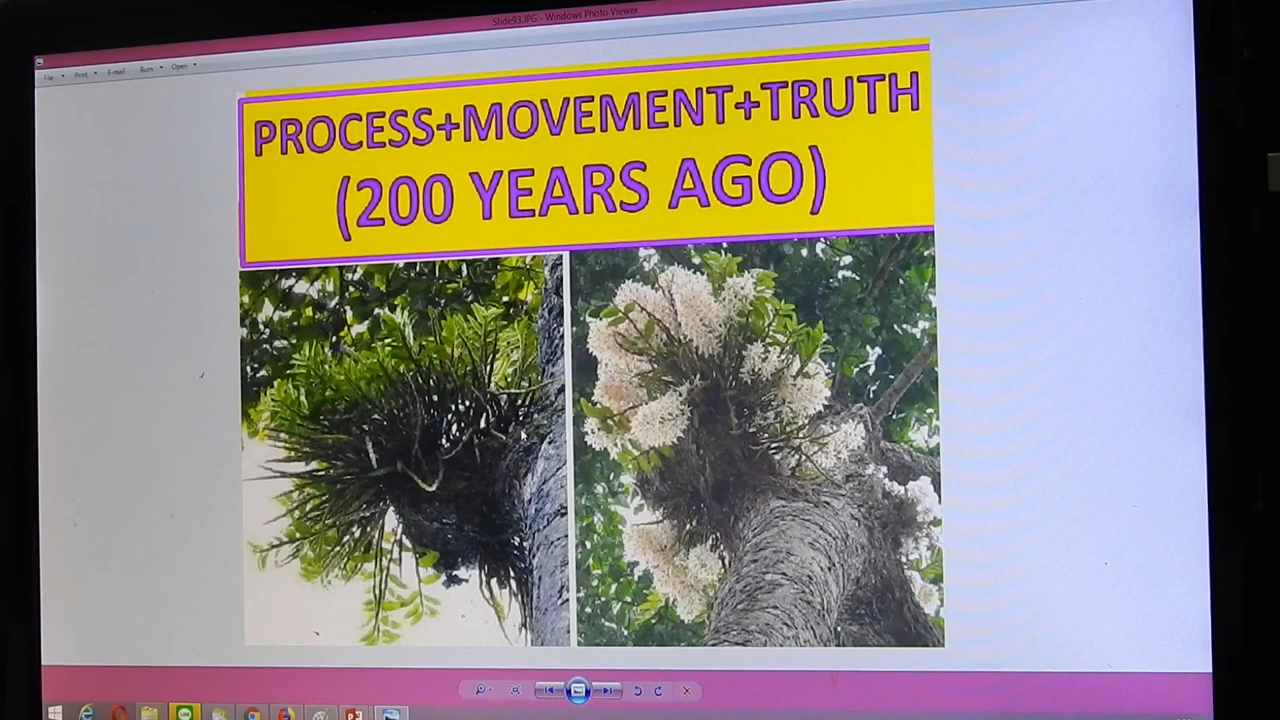 Slide93.JPG - Windows Photo Viewer
File Print E-mail Burn Open
PROCESS+MOVEMENT+TRUTH
(200 YEARS AGO)